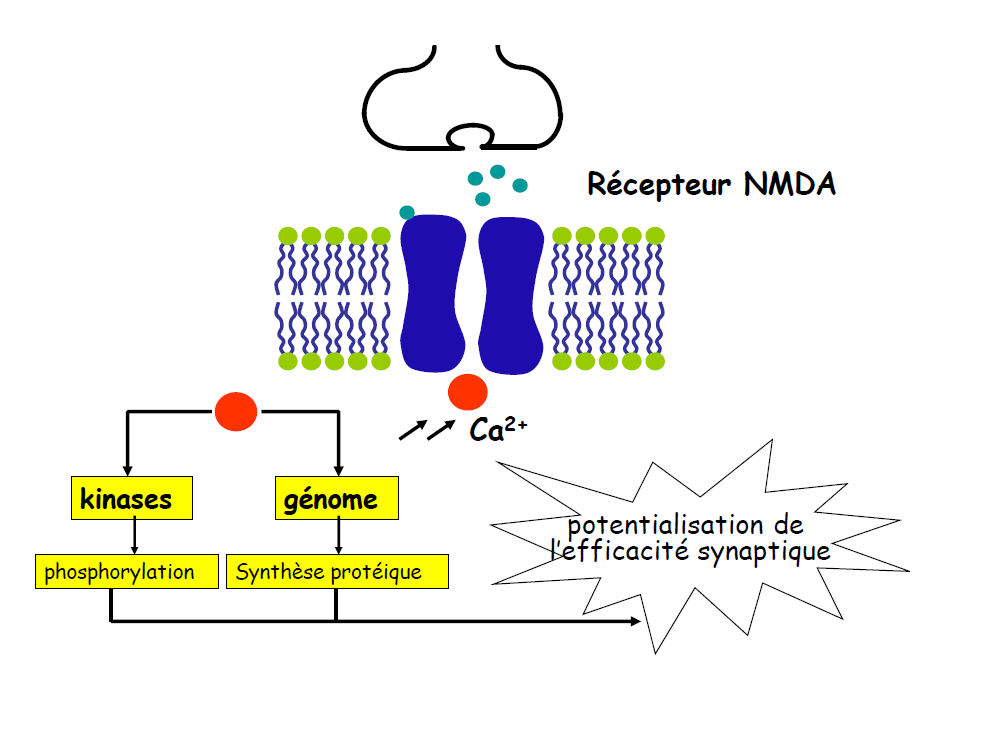 Récepteur NMDA
Ca²⁺
kinases
génome
phosphorylation
Synthèse protéique
potentialisation de
l'efficacité synaptique